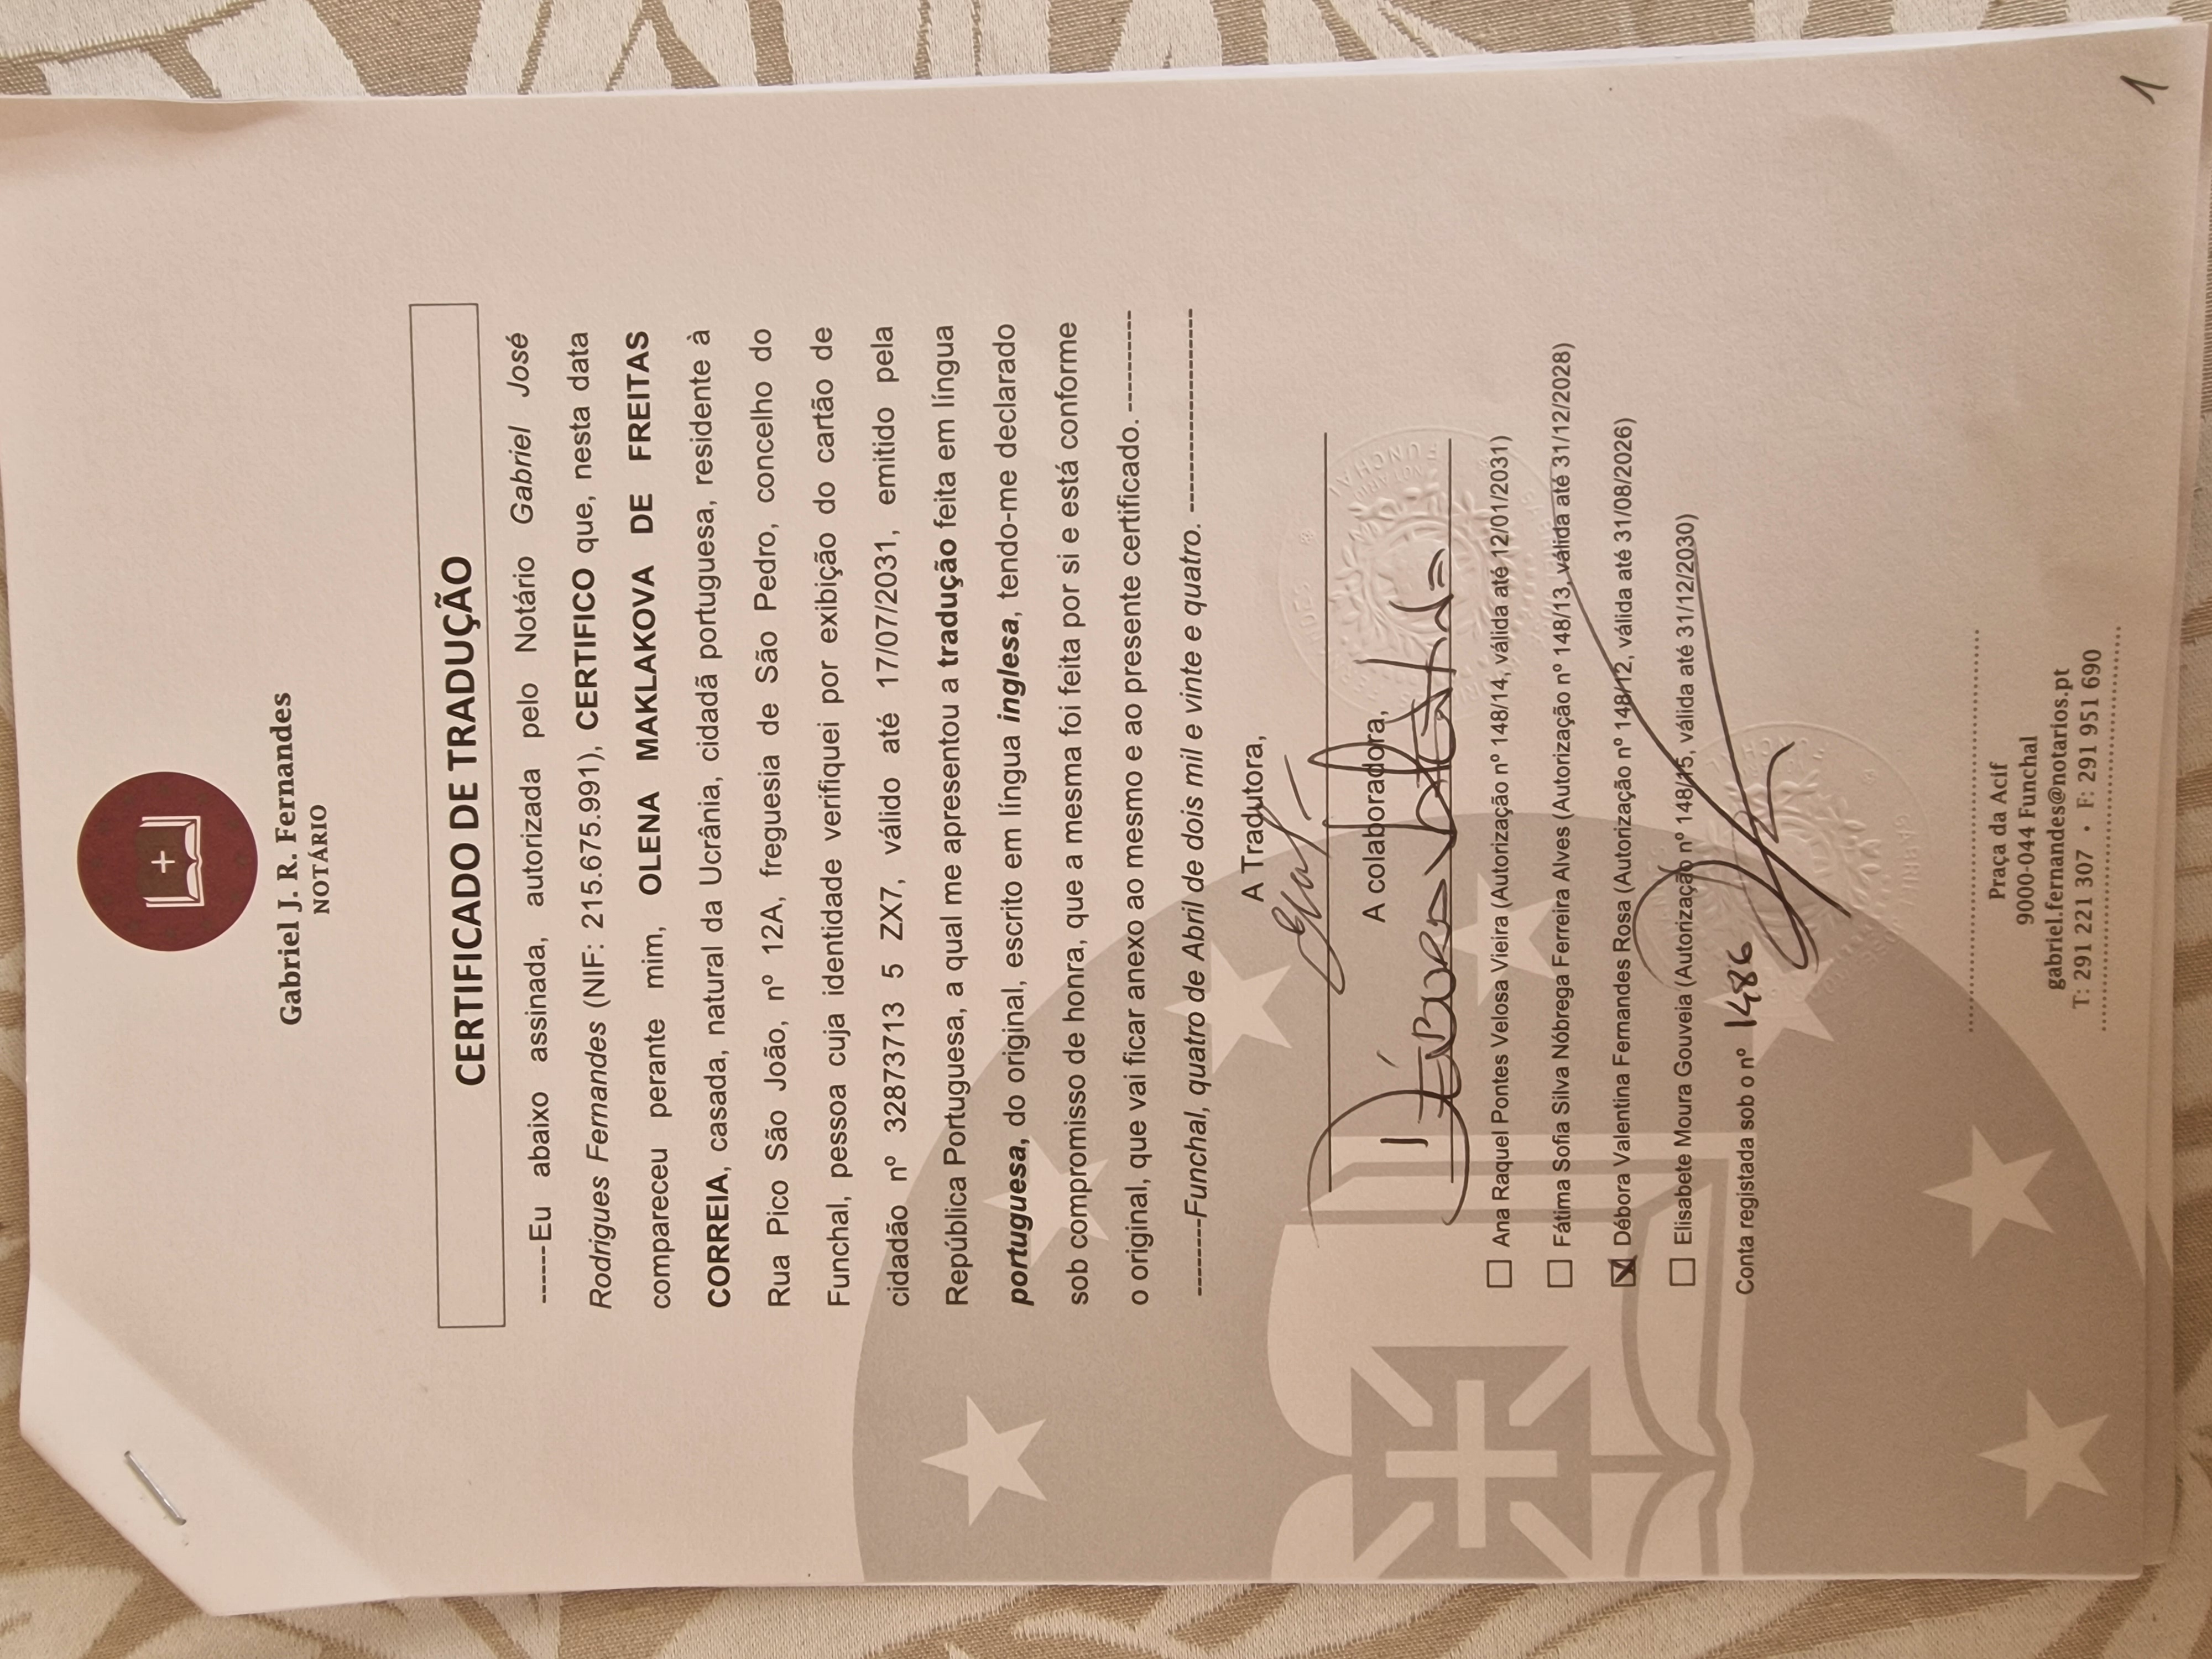 Gabriel J. R. Fernandes
NOTÁRIO
CERTIFICADO DE TRADUÇÃO
------Eu abaixo assinada, autorizada pelo Notário Gabriel José
Rodrigues Fernandes (NIF: 215.675.991), CERTIFICO que, nesta data
compareceu perante mim, OLENA MAKLAKOVA DE FREITAS
CORREIA, casada, natural da Ucrânia, cidadã portuguesa, residente à
Rua Pico São João, nº 12A, freguesia de São Pedro, concelho do
Funchal, pessoa cuja identidade verifiquei por exibição do cartão de
cidadão nº 32873713 5 ZX7, válido até 17/07/2031, emitido pela
República Portuguesa, a qual me apresentou a tradução feita em língua
portuguesa, do original, escrito em língua inglesa, tendo-me declarado
sob compromisso de honra, que a mesma foi feita por si e está conforme
o original, que vai ficar anexo ao mesmo e ao presente certificado. ---------
--------Funchal, quatro de Abril de dois mil e vinte e quatro. --------------------
A Tradutora,
A colaboradora,
Ana Raquel Pontes Velosa Vieira (Autorização nº 148/14, válida até 12/01/2031)
Fátima Sofia Silva Nóbrega Ferreira Alves (Autorização nº 148/13, válida até 31/12/2028)
Débora Valentina Fernandes Rosa (Autorização nº 148/12, válida até 31/08/2026)
Elisabete Moura Gouveia (Autorização nº 148/15, válida até 31/12/2030)
Conta registada sob o nº 1486
Praça da Acif
9000-044 Funchal
gabriel.fernandes@notarios.pt
T: 291 221 307 • F: 291 951 690
1